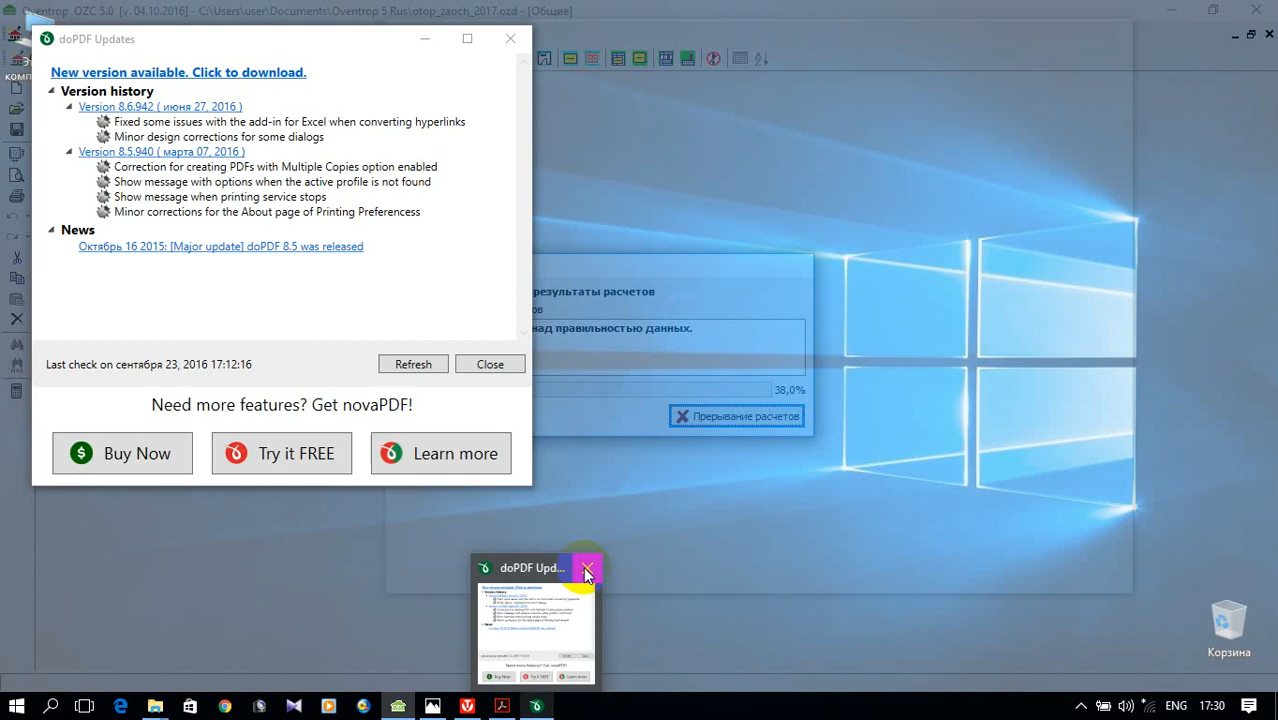 Oventrop OZC 5.0 [v. 04.10.2016] - C:\Users\user\Documents\Oventrop 5 Rus\otop_zaoch_2017.ozd - [Общие]
doPDF Updates
New version available. Click to download.
Version history
Version 8.6.942 ( июня 27, 2016 )
Fixed some issues with the add-in for Excel when converting hyperlinks
Minor design corrections for some dialogs
Version 8.5.940 ( марта 07, 2016 )
Correction for creating PDFs with Multiple Copies option enabled
Show message with options when the active profile is not found
Show message when printing service stops
Minor corrections for the About page of Printing Preferencess
News
Октябрь 16 2015: [Major update] doPDF 8.5 was released
результаты расчетов
ов
над правильностью данных.
38,0%
Прерывание расчетов
Last check on сентября 23, 2016 17:12:16
Refresh
Close
Need more features? Get novaPDF!
Buy Now
Try it FREE
Learn more
doPDF Upd...
Корзина
ENG
17:30